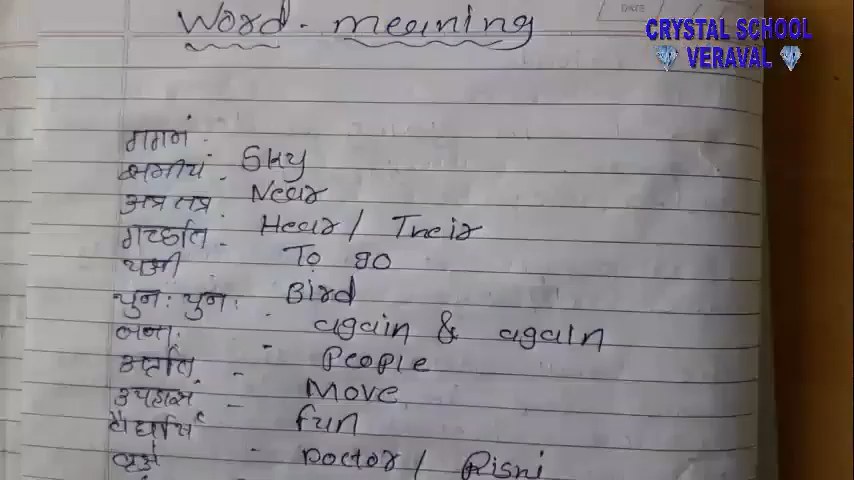 Word - meaning
DATE
CRYSTAL SCHOOL
VERAVAL
गगनं - Sky
समीपं - Near
अत्र तत्र - Hear / Their
गच्छति - To go
पक्षी - Bird
पुनः पुनः - again & again
जनाः - People
- Move
उपहासं - fun
- Doctor / Rishi